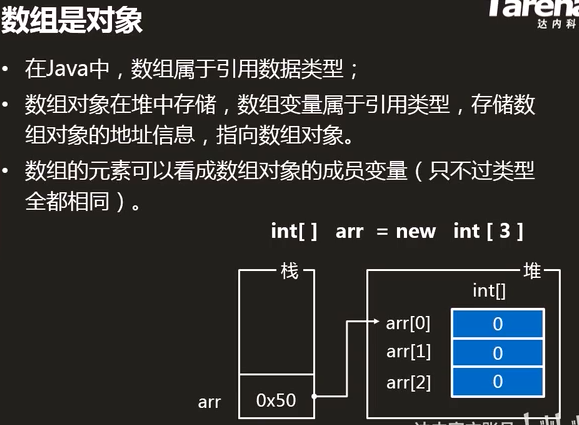 数组是对象
Tarena
达内科
• 在Java中，数组属于引用数据类型；
• 数组对象在堆中存储，数组变量属于引用类型，存储数
组对象的地址信息，指向数组对象。
• 数组的元素可以看成数组对象的成员变量（只不过类型
全都相同）。
int[ ] arr = new int [ 3 ]
栈
堆
int[]
arr[0] 0
arr[1] 0
arr[2] 0
arr 0x50